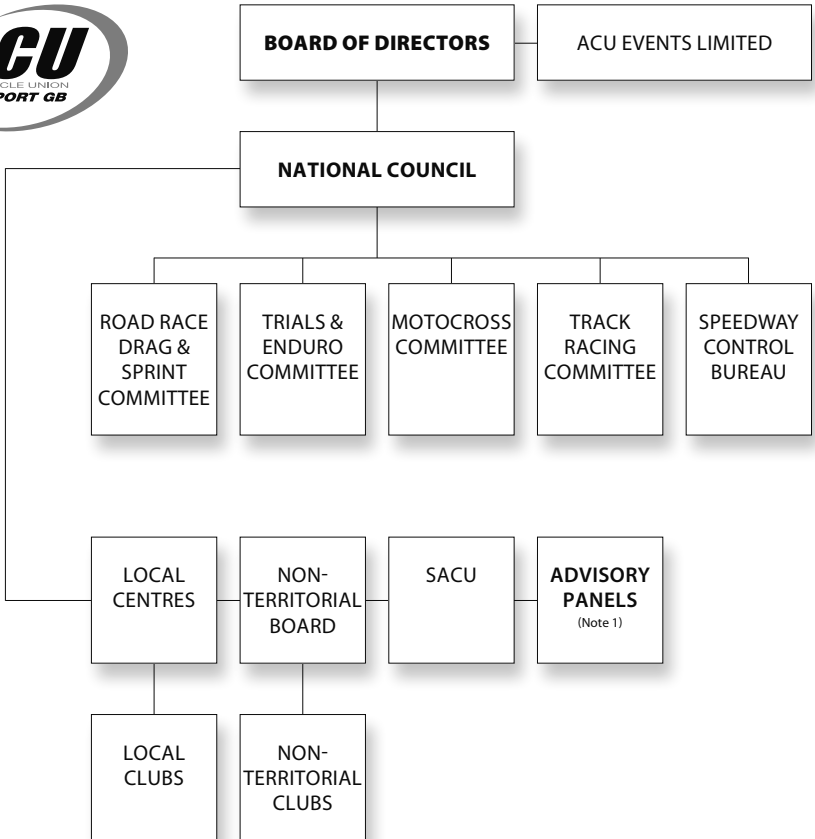 CU
CLE UNION
PORT GB
BOARD OF DIRECTORS
ACU EVENTS LIMITED
NATIONAL COUNCIL
ROAD RACE
DRAG &
SPRINT
COMMITTEE
TRIALS &
ENDURO
COMMITTEE
MOTOCROSS
COMMITTEE
TRACK
RACING
COMMITTEE
SPEEDWAY
CONTROL
BUREAU
LOCAL
CENTRES
NON-
TERRITORIAL
BOARD
SACU
ADVISORY
PANELS
(Note 1)
LOCAL
CLUBS
NON-
TERRITORIAL
CLUBS